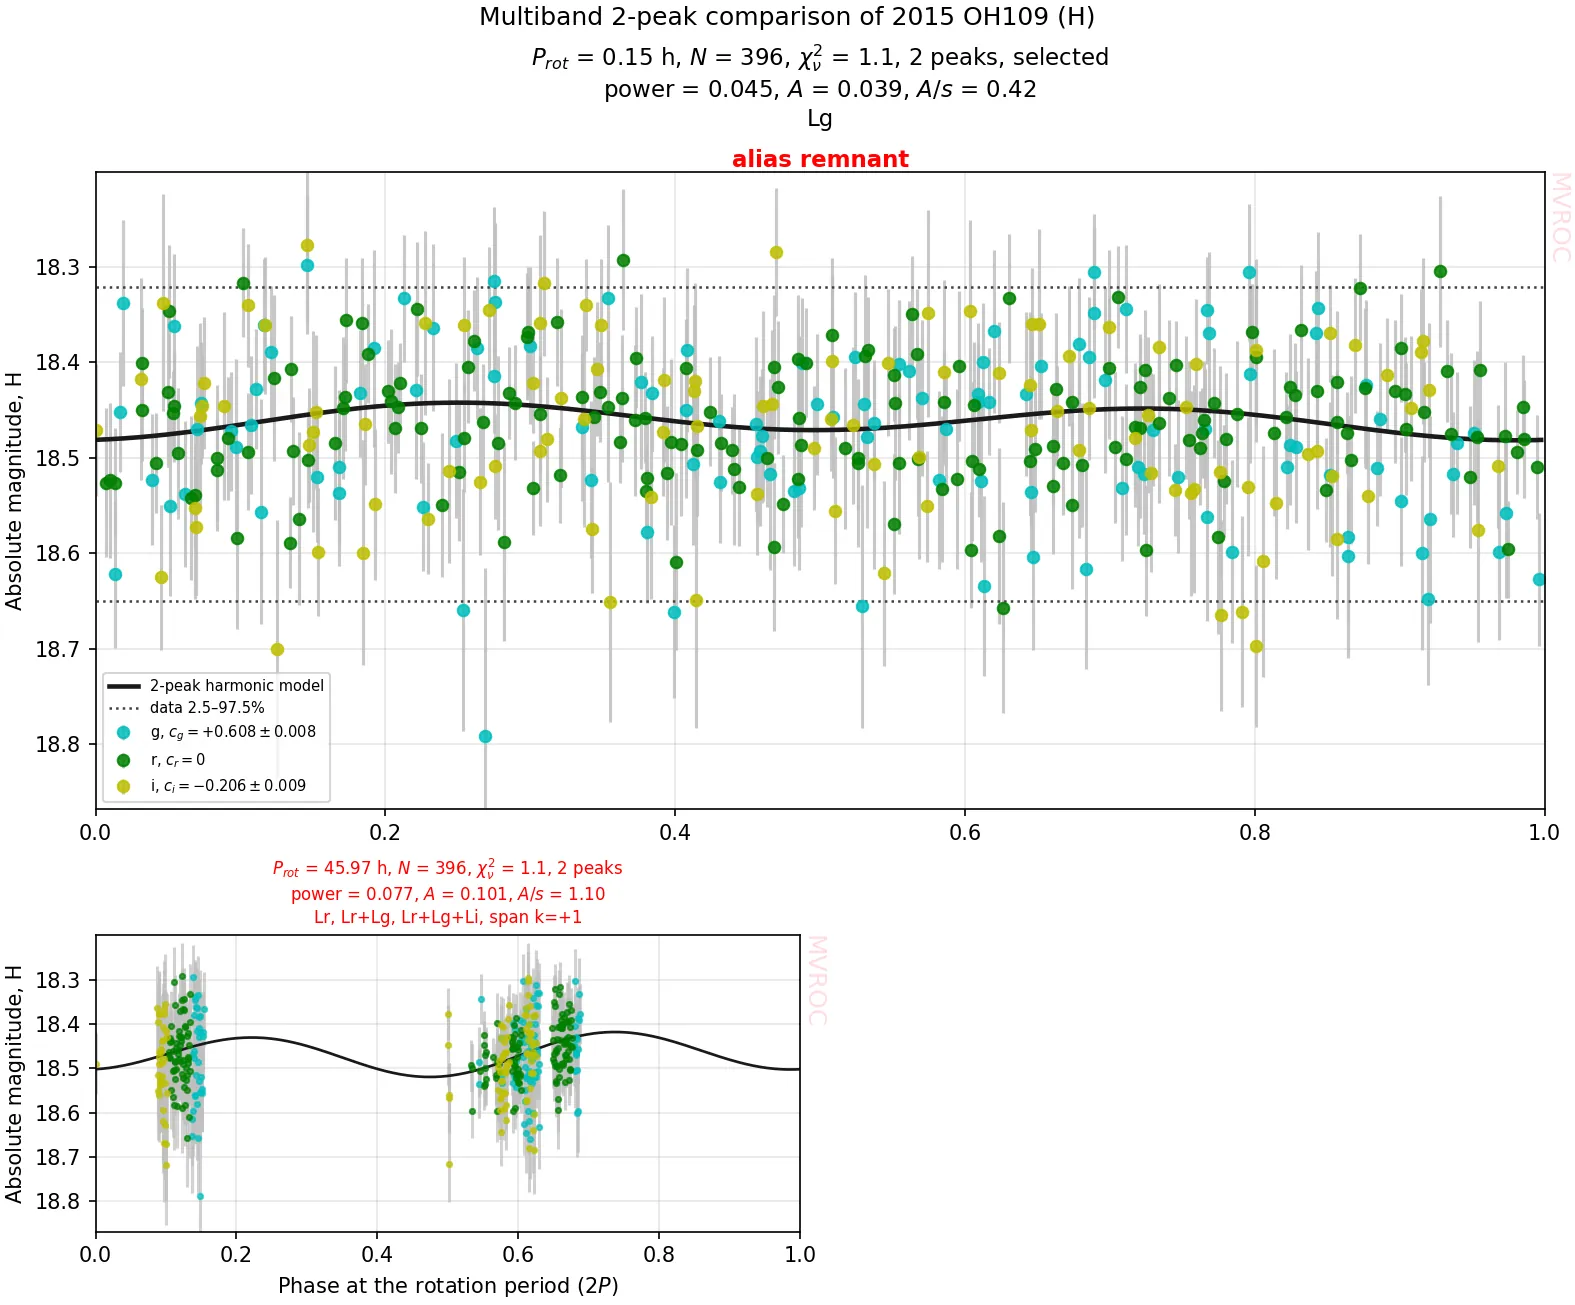 Multiband 2-peak comparison of 2015 OH109 (H)
P_rot = 0.15 h, N = 396, χ²_ν = 1.1, 2 peaks, selected
power = 0.045, A = 0.039, A/s = 0.42
Lg
alias remnant
MVROC
Absolute magnitude, H
18.3
18.4
18.5
18.6
18.7
18.8
2-peak harmonic model
data 2.5–97.5%
g, c_g = +0.608 ± 0.008
r, c_r = 0
i, c_i = −0.206 ± 0.009
0.0 0.2 0.4 0.6 0.8 1.0
P_rot = 45.97 h, N = 396, χ²_ν = 1.1, 2 peaks
power = 0.077, A = 0.101, A/s = 1.10
Lr, Lr+Lg, Lr+Lg+Li, span k=+1
MVROC
Absolute magnitude, H
18.3
18.4
18.5
18.6
18.7
18.8
0.0 0.2 0.4 0.6 0.8 1.0
Phase at the rotation period (2P)